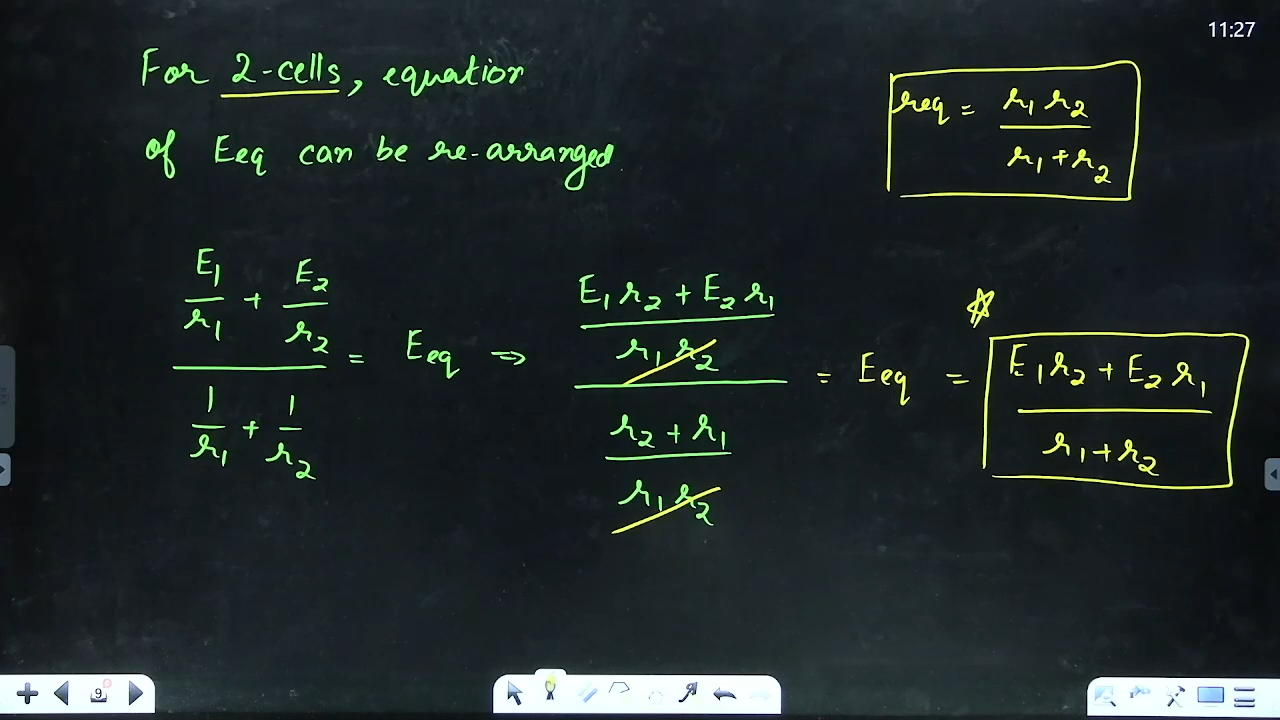 11:27
For 2-cells, equation
of Eeq can be re-arranged
req = r₁ r₂ / r₁ + r₂
(E₁/r₁ + E₂/r₂) / (1/r₁ + 1/r₂) = Eeq ⇒ ((E₁ r₂ + E₂ r₁) / r₁ r₂) / ((r₂ + r₁) / r₁ r₂) = Eeq = (E₁ r₂ + E₂ r₁) / (r₁ + r₂)
9